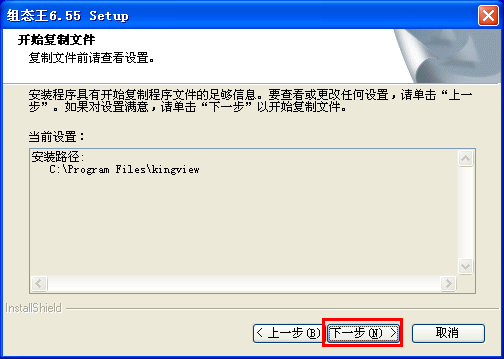 组态王6.55 Setup
开始复制文件
复制文件前请查看设置。
安装程序具有开始复制程序文件的足够信息。要查看或更改任何设置，请单击“上一
步”。如果对设置满意，请单击“下一步”以开始复制文件。
当前设置：
安装路径:
C:\Program Files\kingview
InstallShield
< 上一步(B) 下一步(N) > 取消